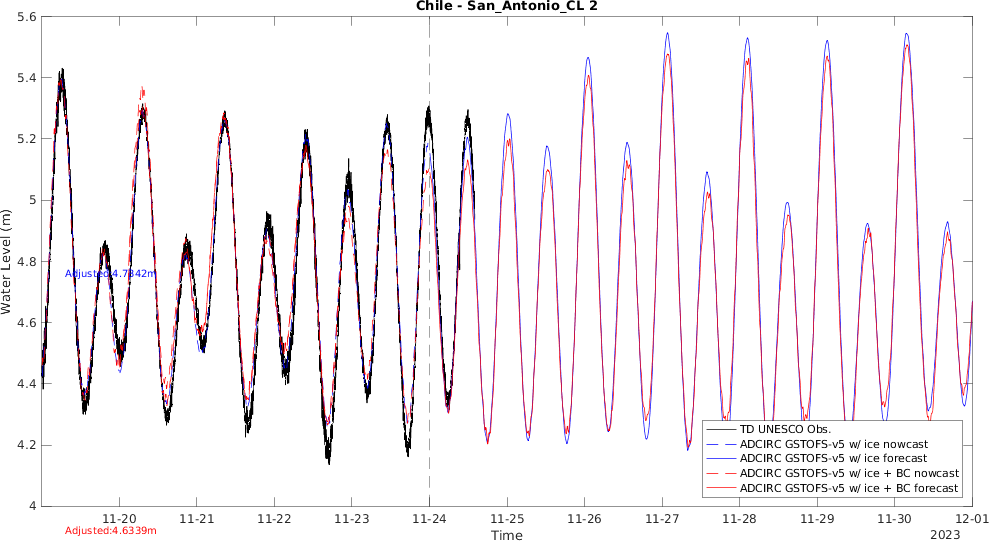 Chile - San_Antonio_CL 2
5.6
5.4
5.2
5
4.8
4.6
4.4
4.2
4
Water Level (m)
Adjusted:4.7342m
TD UNESCO Obs.
ADCIRC GSTOFS-v5 w/ ice nowcast
ADCIRC GSTOFS-v5 w/ ice forecast
ADCIRC GSTOFS-v5 w/ ice + BC nowcast
ADCIRC GSTOFS-v5 w/ ice + BC forecast
11-20 11-21 11-22 11-23 11-24 11-25 11-26 11-27 11-28 11-29 11-30 12-01
Adjusted:4.6339m
Time
2023